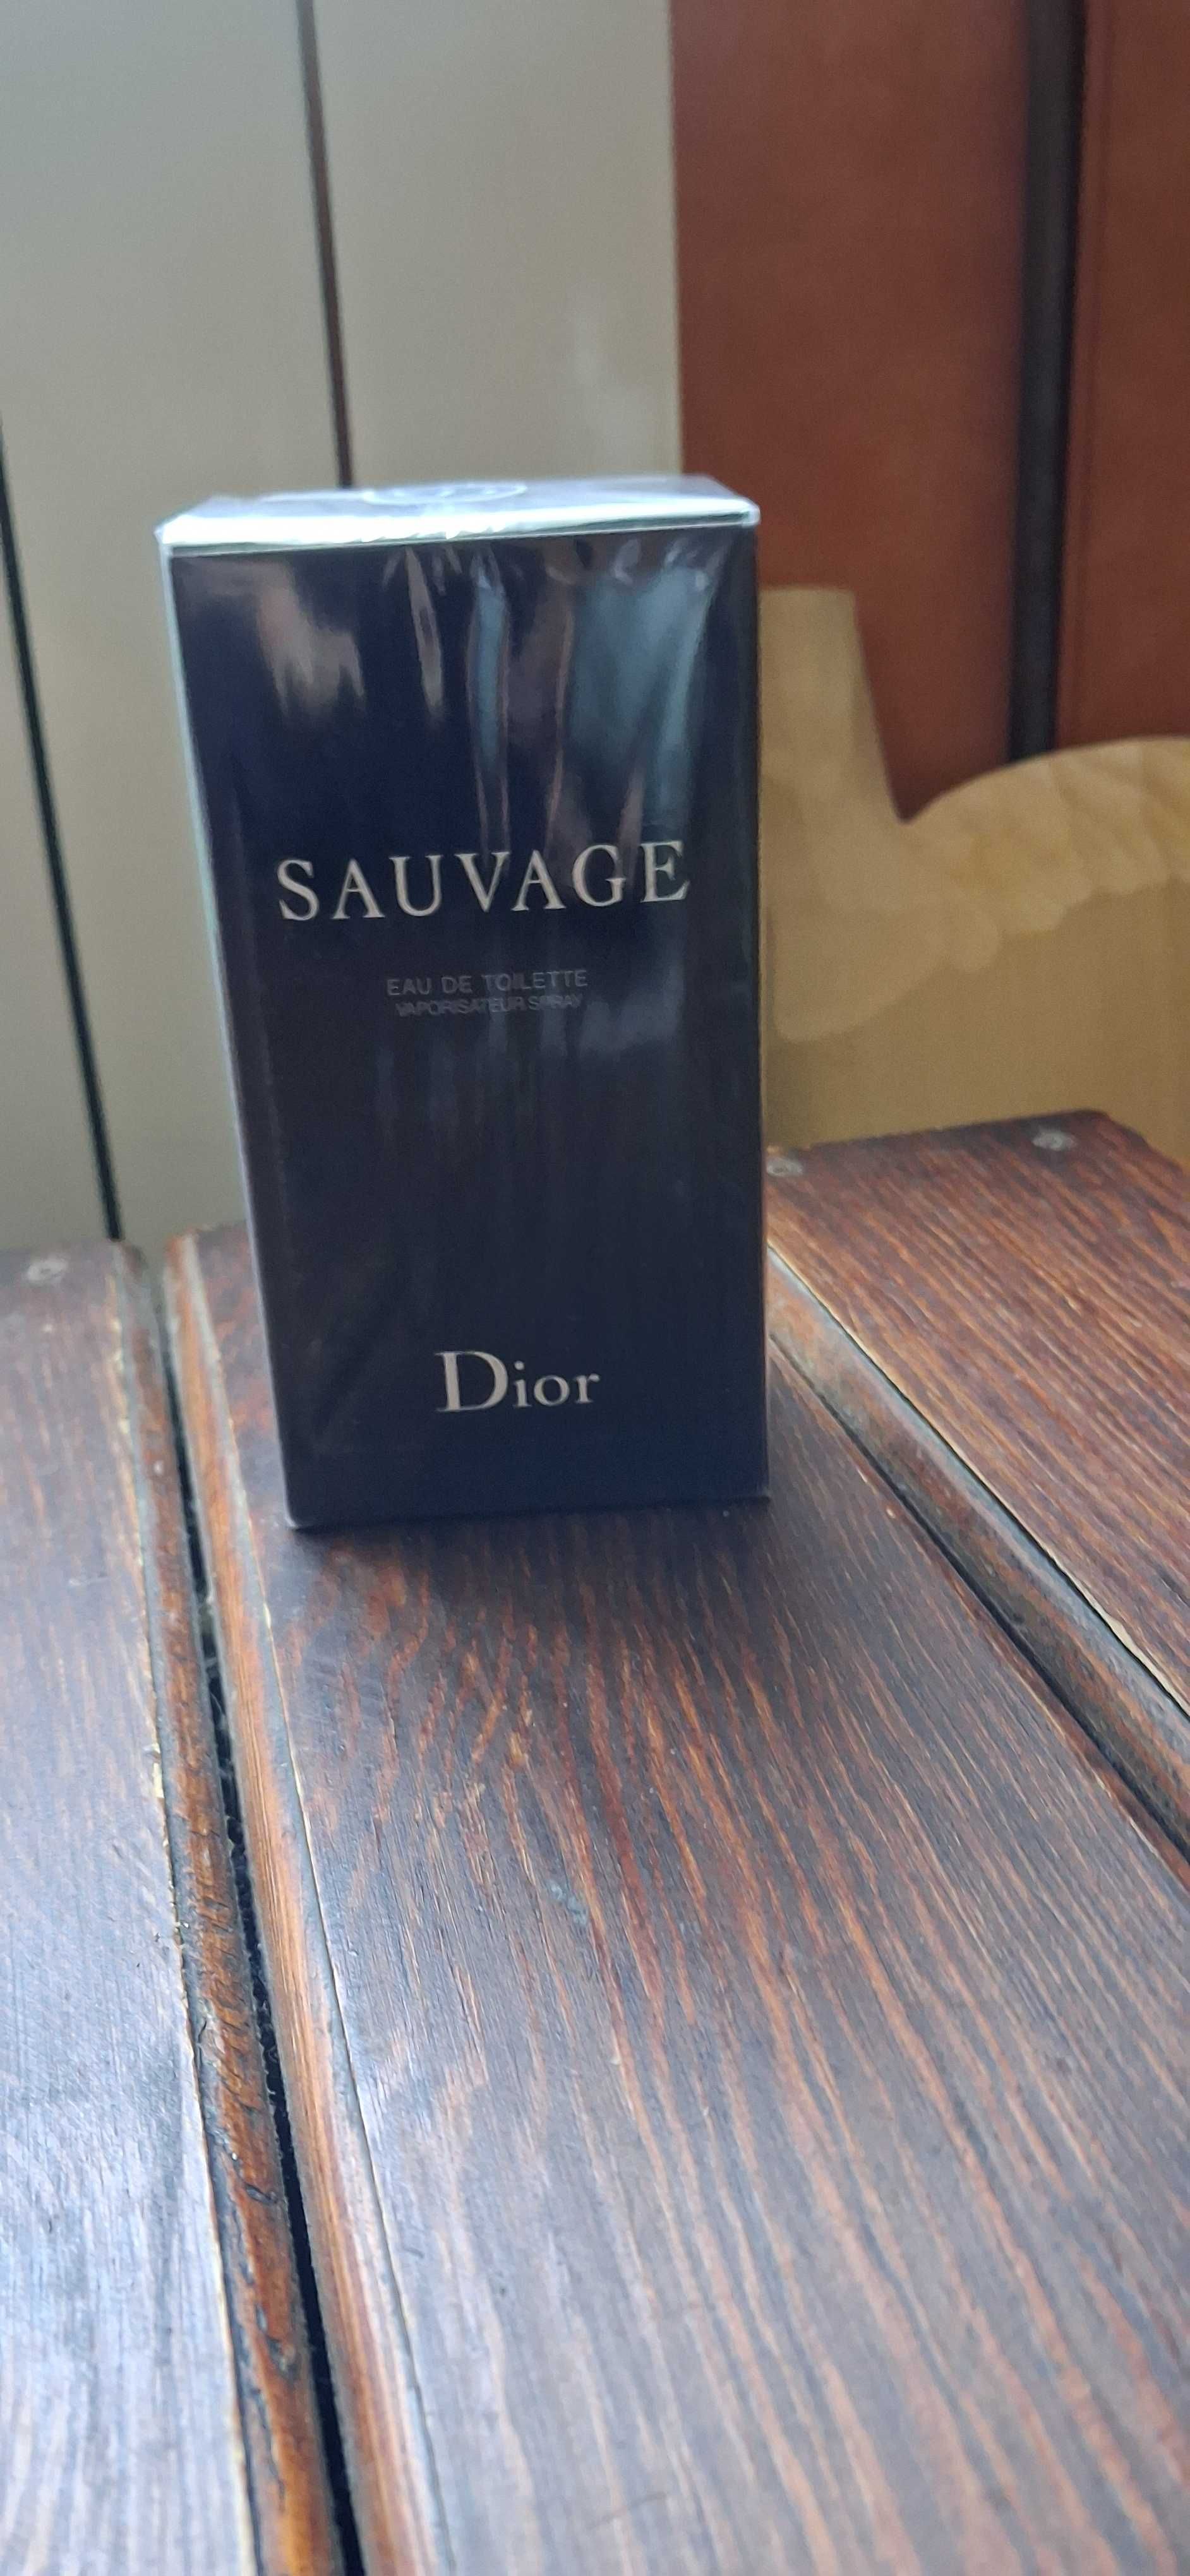 SAUVAGE
EAU DE TOILETTE
VAPORISATEUR SPRAY
Dior